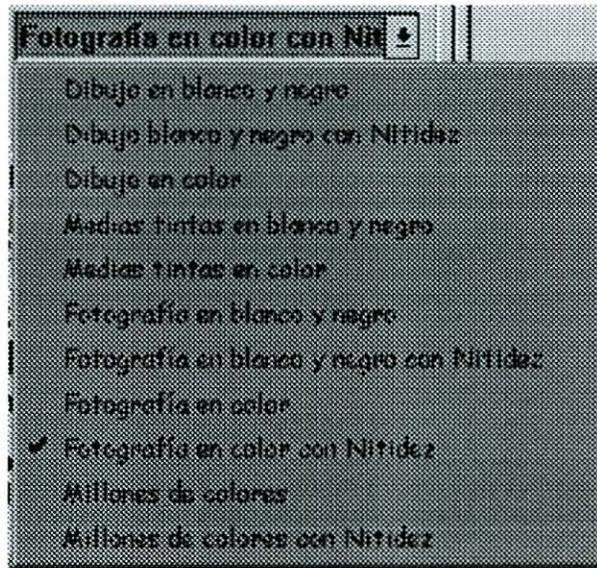 Fotografía en color con Nit
Dibujo en blanco y negro
Dibujo blanco y negro con Nitidez
Dibujo en color
Medias tintas en blanco y negro
Medias tintas en color
Fotografía en blanco y negro
Fotografía en blanco y negro con Nitidez
Fotografía en color
Fotografía en color con Nitidez
Millones de colores
Millones de colores con Nitidez